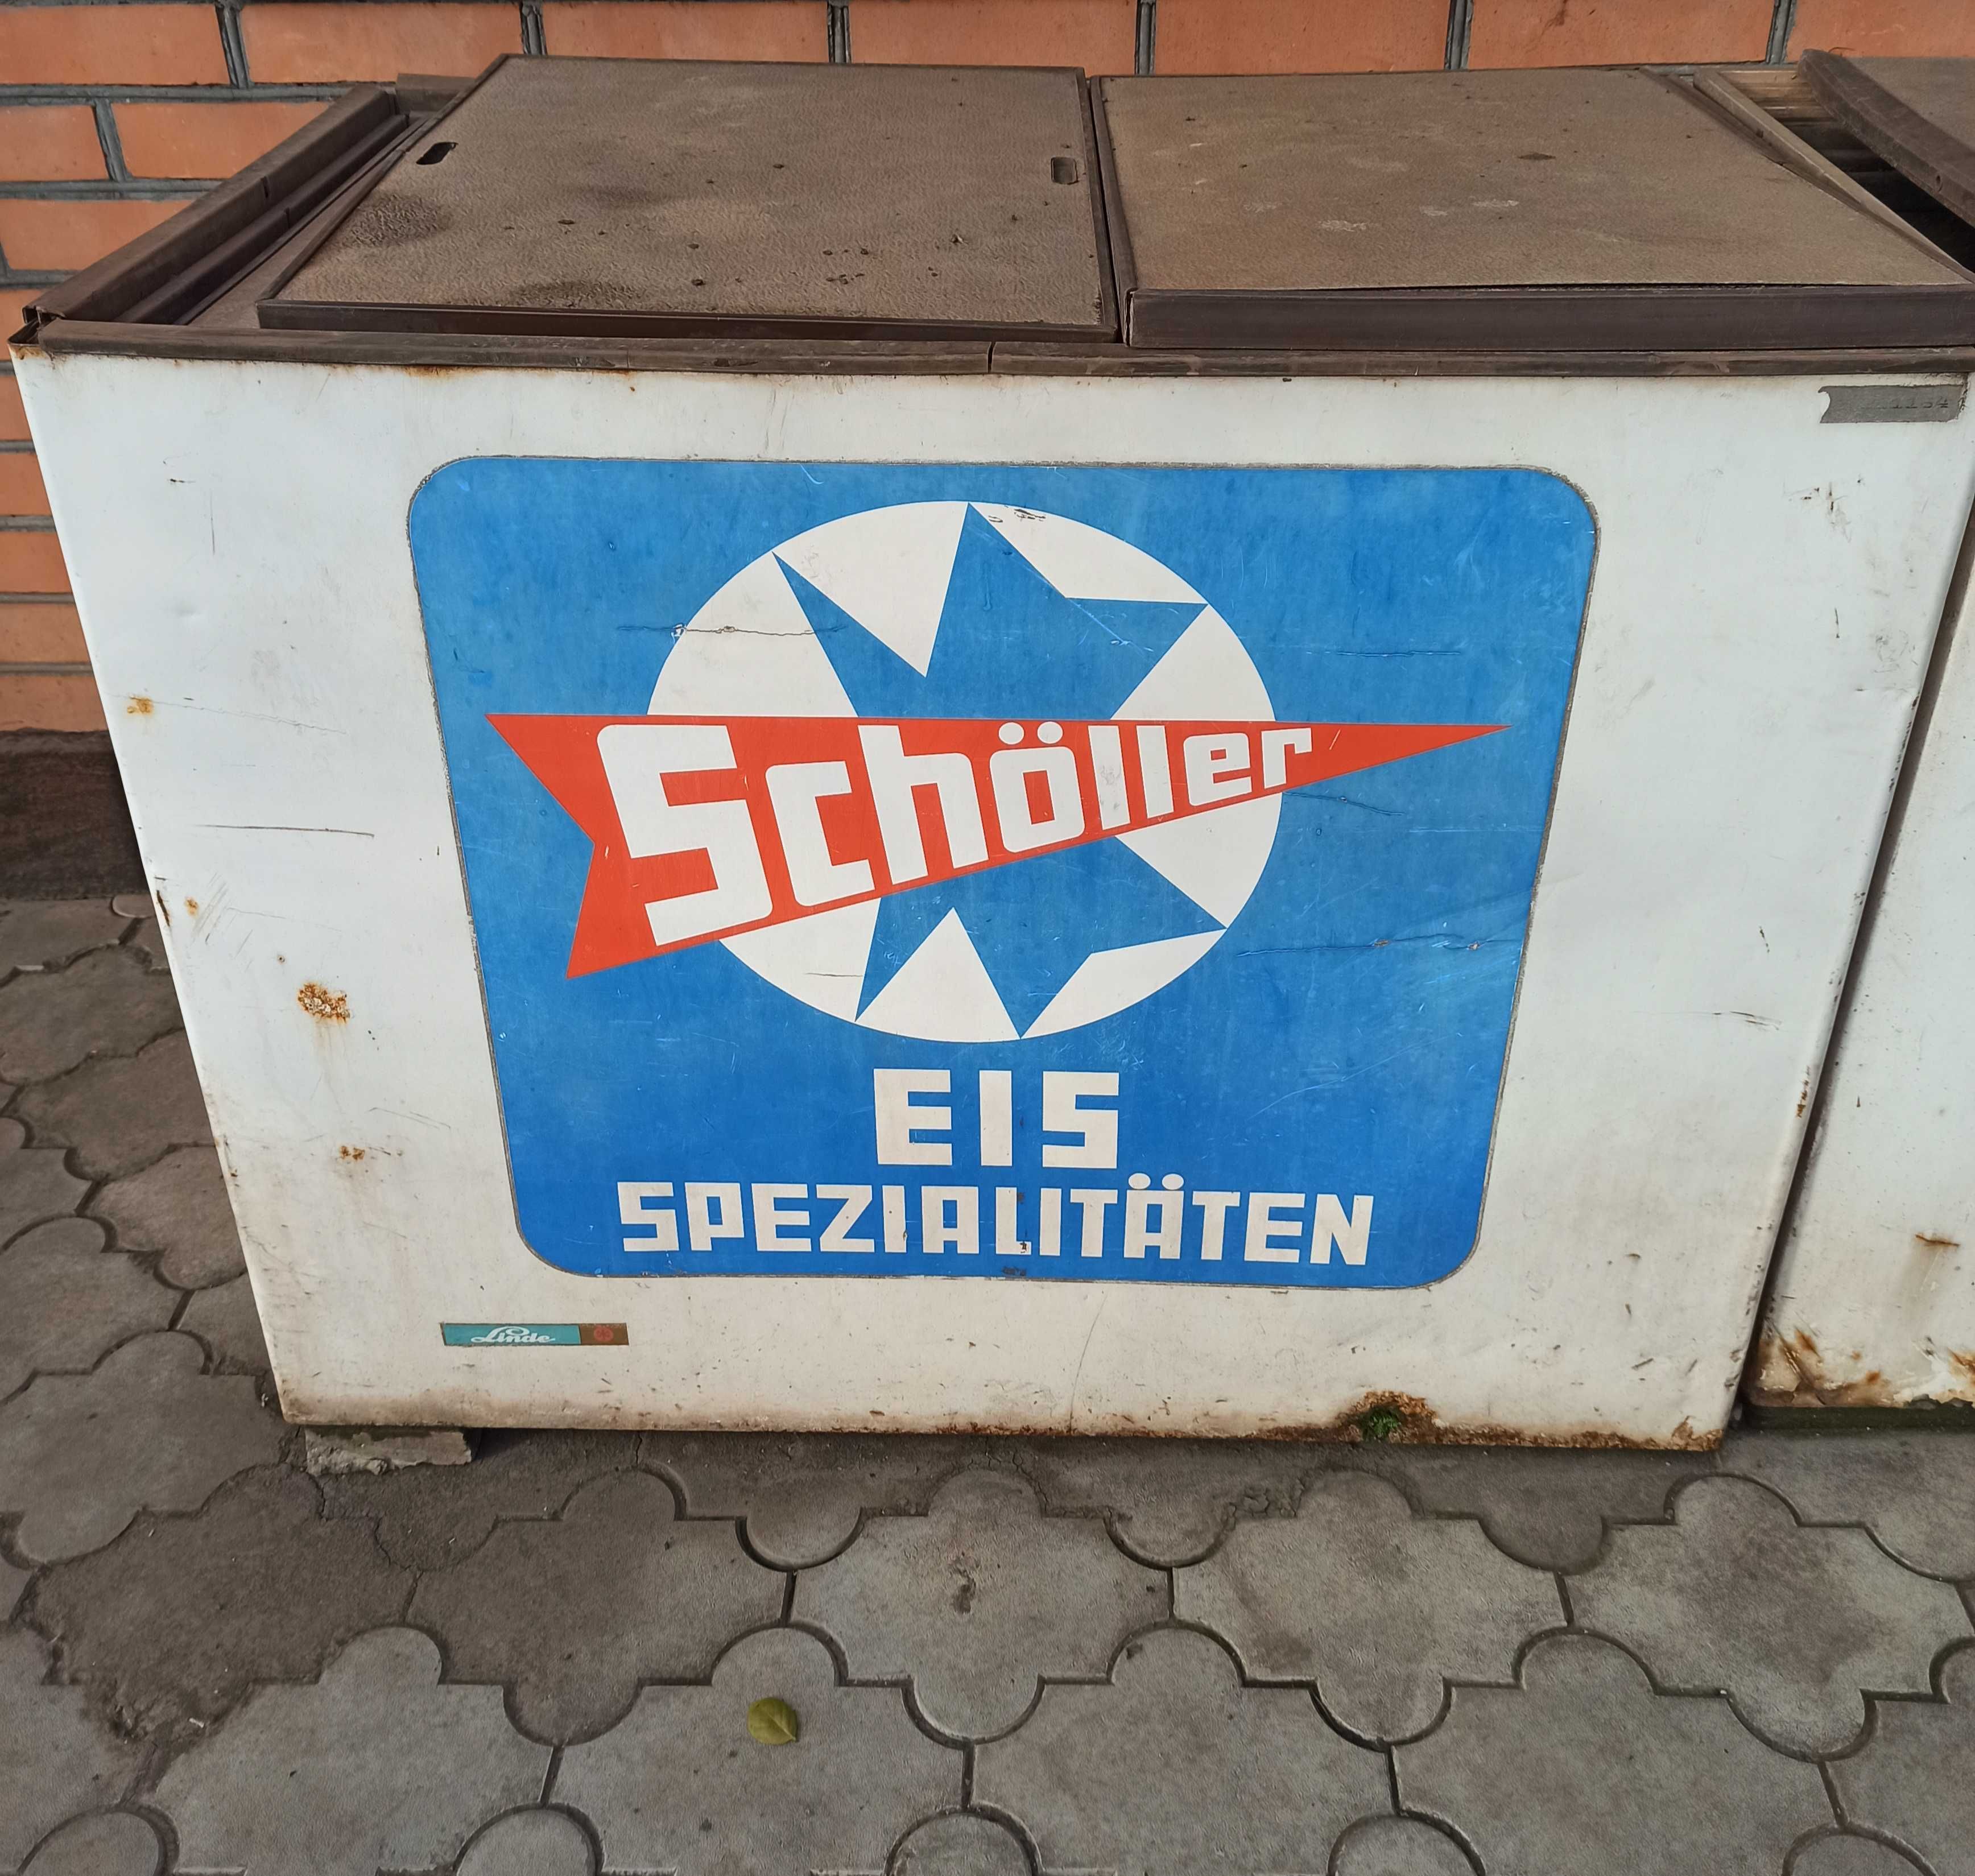 Schöller
EIS
SPEZIALITÄTEN
Linde